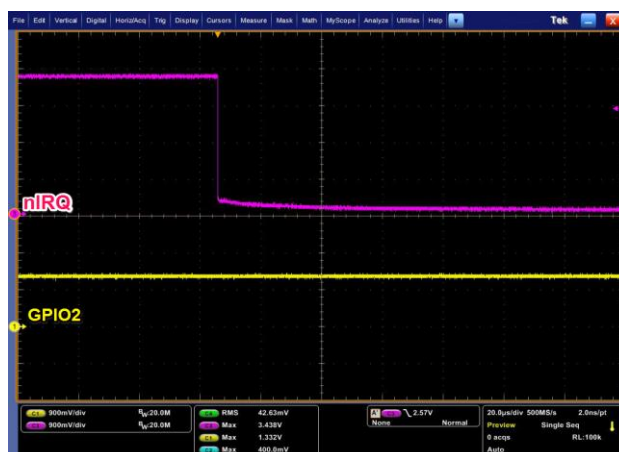 File Edit Vertical Digital Horiz/Acq Trig Display Cursors Measure Mask Math MyScope Analyze Utilities Help Tek X
nIRQ
GPIO2
C1 900mV/div BW:20.0M
900mV/div BW:20.0M
RMS 42.63mV
Max 3.438V
C1 Max 1.332V
Max 400.0mV
A' 2.57V
None Normal
20.0µs/div 500MS/s 2.0ns/pt
Preview Single Seq
0 acqs RL:100k
Auto